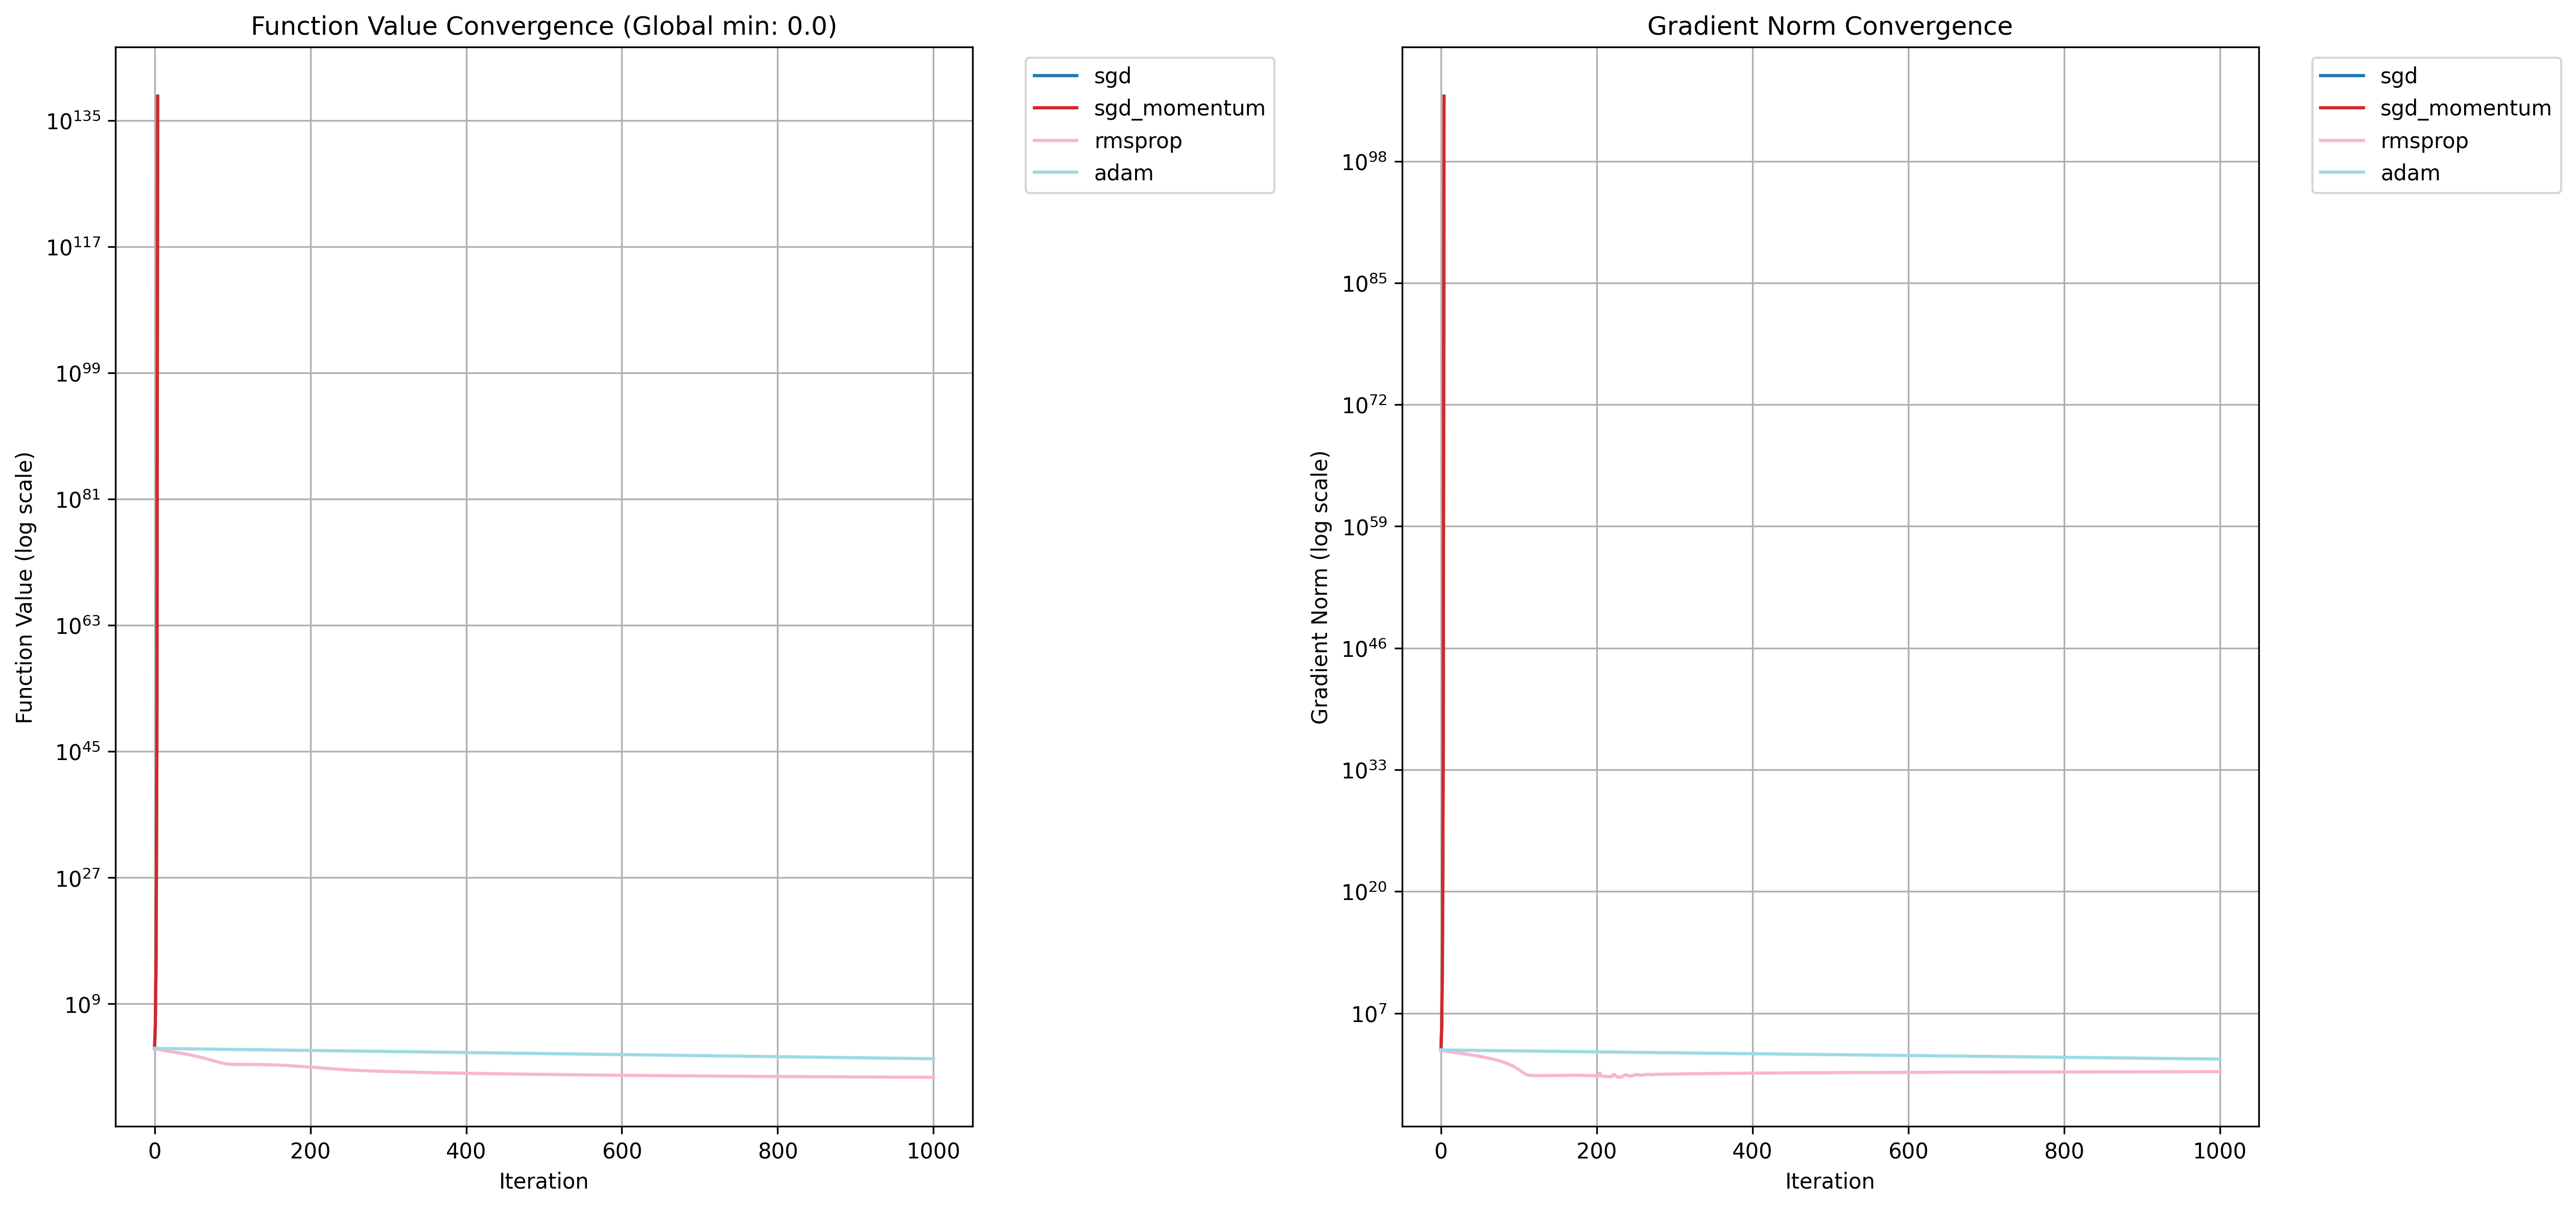 Function Value Convergence (Global min: 0.0)
Function Value (log scale)
10^135
10^117
10^99
10^81
10^63
10^45
10^27
10^9
0 200 400 600 800 1000
Iteration
sgd
sgd_momentum
rmsprop
adam
Gradient Norm Convergence
Gradient Norm (log scale)
10^98
10^85
10^72
10^59
10^46
10^33
10^20
10^7
0 200 400 600 800 1000
Iteration
sgd
sgd_momentum
rmsprop
adam